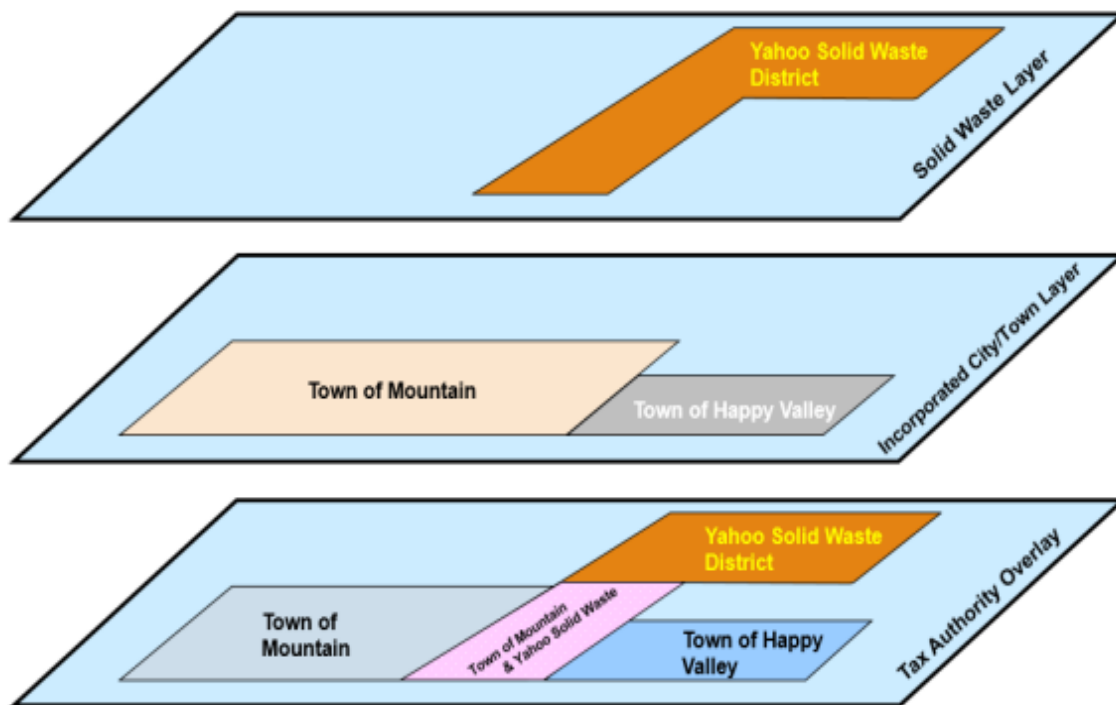 Yahoo Solid Waste
District
Solid Waste Layer
Town of Mountain
Town of Happy Valley
Incorporated City/Town Layer
Yahoo Solid Waste
District
Town of
Mountain
Town of Mountain
& Yahoo Solid Waste
Town of Happy
Valley
Tax Authority Overlay